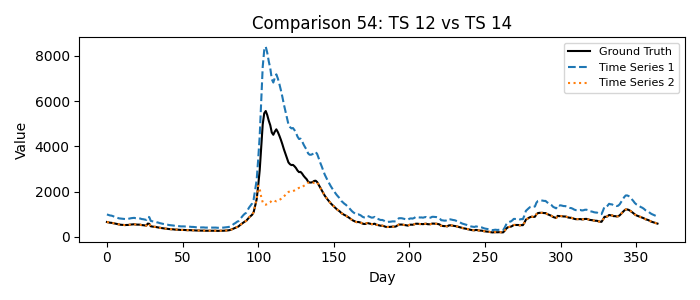 Comparison 54: TS 12 vs TS 14
Ground Truth
Time Series 1
Time Series 2
Value
8000
6000
4000
2000
0
0 50 100 150 200 250 300 350
Day